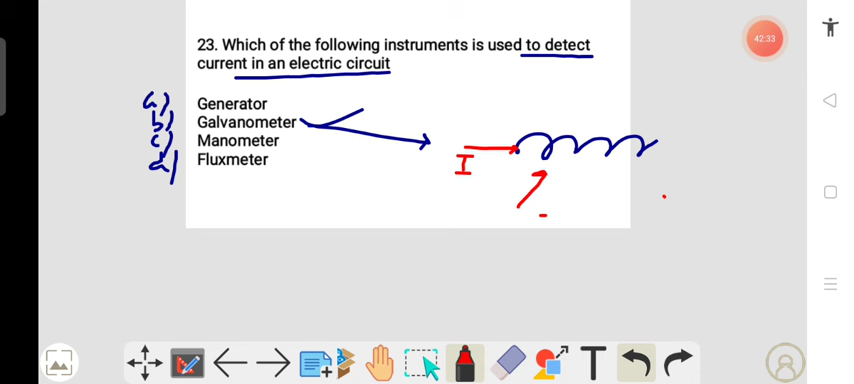 42:33
23. Which of the following instruments is used to detect
current in an electric circuit
a) Generator
b) Galvanometer
c) Manometer
d) Fluxmeter
I
T